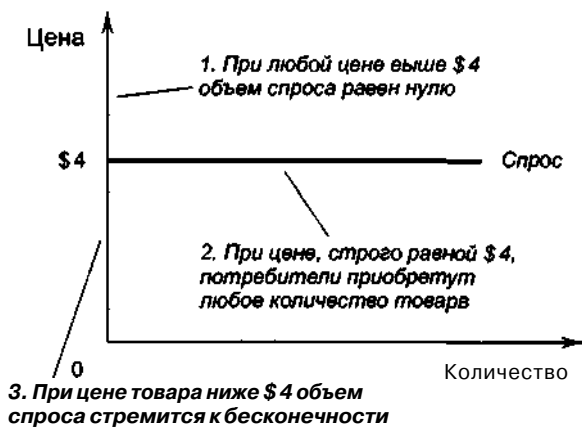 Цена
1. При любой цене выше $4
объем спроса равен нулю
$4
Спрос
2. При цене, строго равной $4,
потребители приобретут
любое количество товарв
0
Количество
3. При цене товара ниже $4 объем
спроса стремится к бесконечности